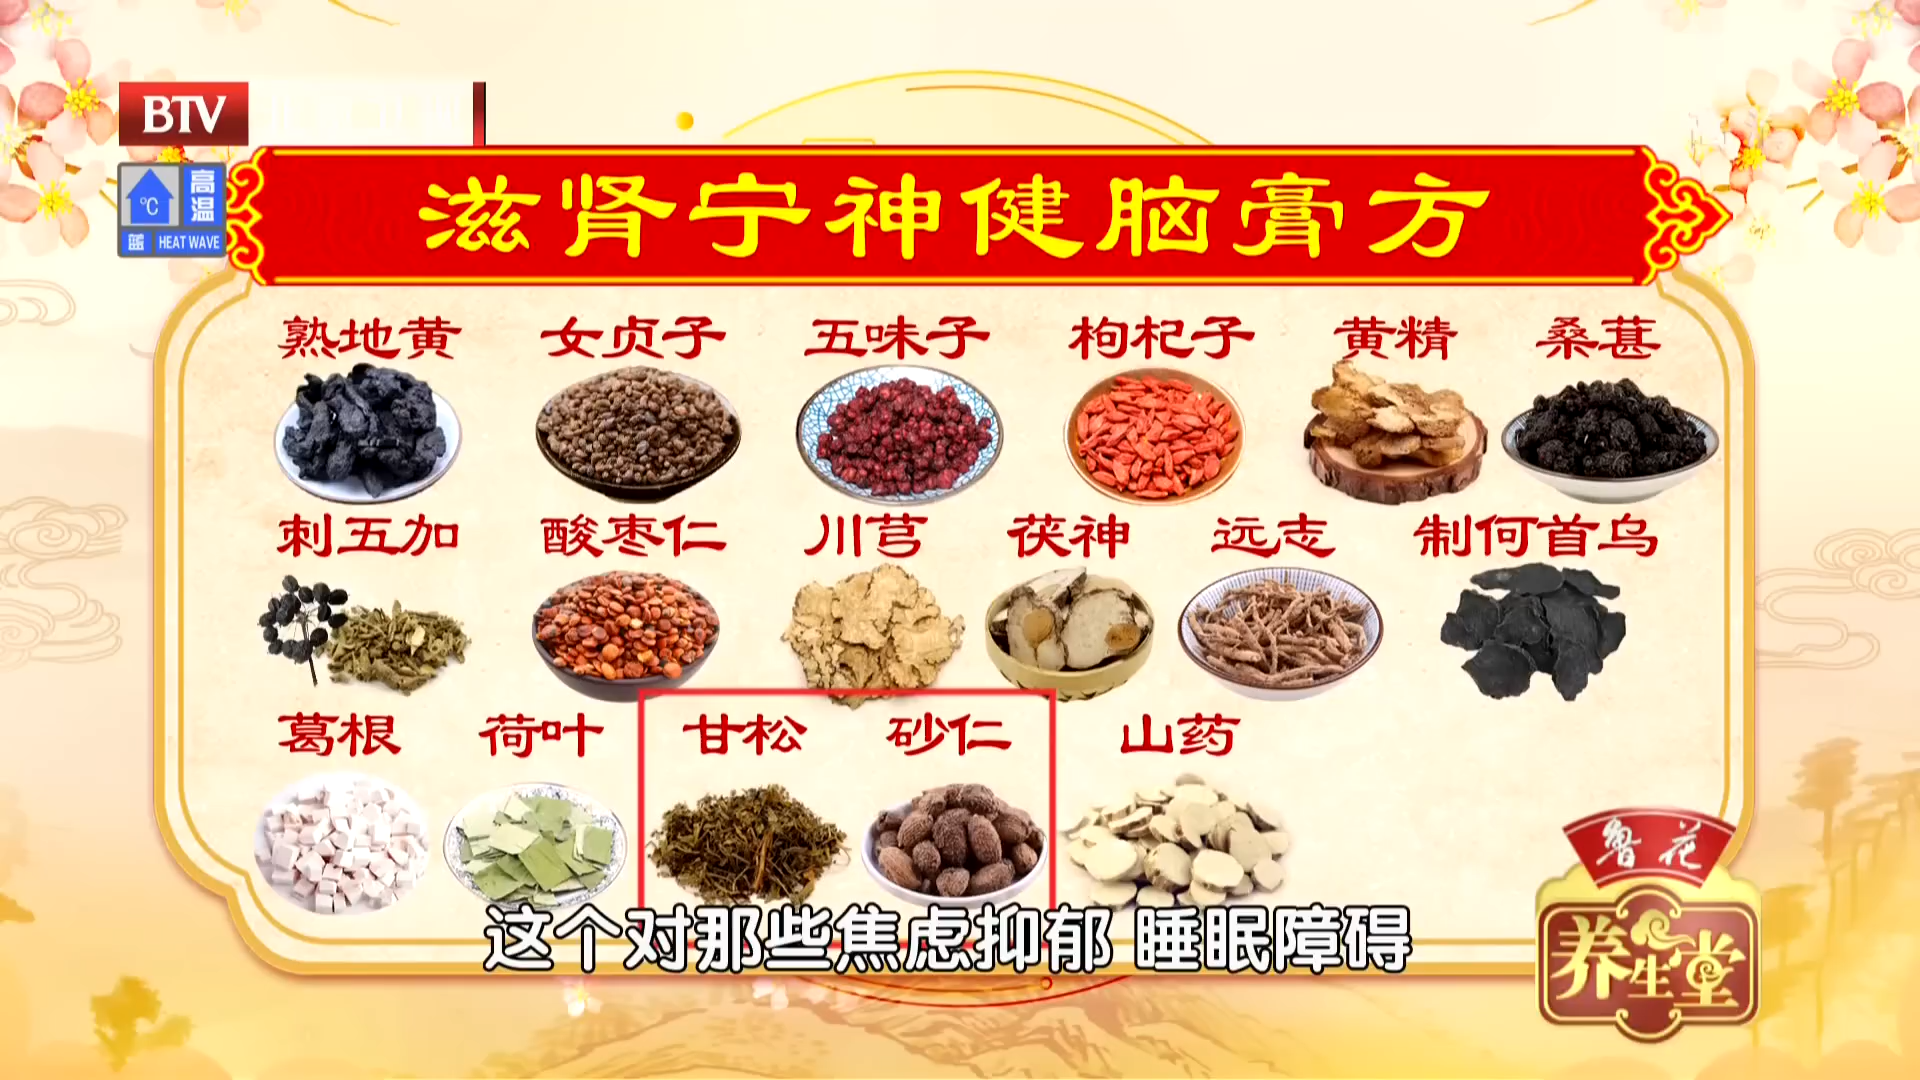 BTV
高温
℃
蓝 HEAT WAVE
滋肾宁神健脑膏方
熟地黄 女贞子 五味子 枸杞子 黄精 桑葚
刺五加 酸枣仁 川芎 茯神 远志 制何首乌
葛根 荷叶 甘松 砂仁 山药
这个对那些焦虑抑郁 睡眠障碍
鲁花
养生堂